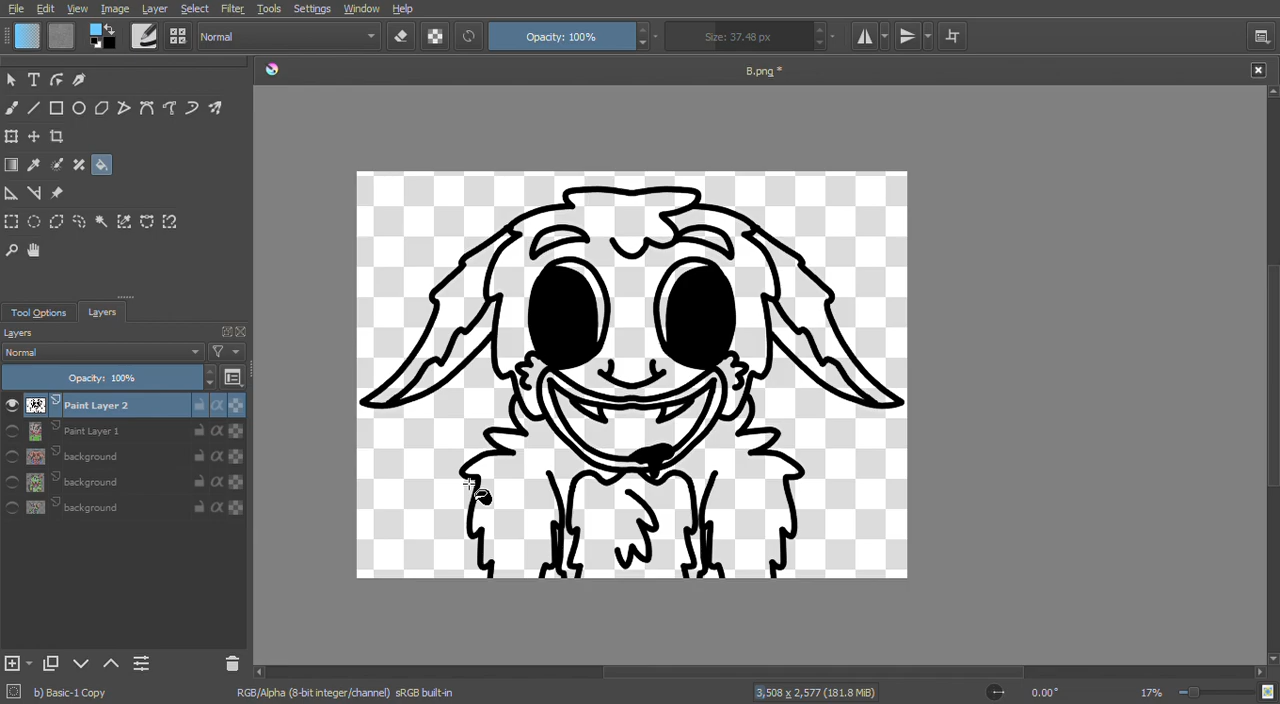 File Edit View Image Layer Select Filter Tools Settings Window Help
Normal Opacity: 100% Size: 37.48 px
B.png *
Tool Options Layers
Layers
Normal
Opacity: 100%
Paint Layer 2
Paint Layer 1
background
background
background
b) Basic-1 Copy RGB/Alpha (8-bit integer/channel) sRGB built-in 3,508 x 2,577 (181.8 MiB) 0.00° 17%